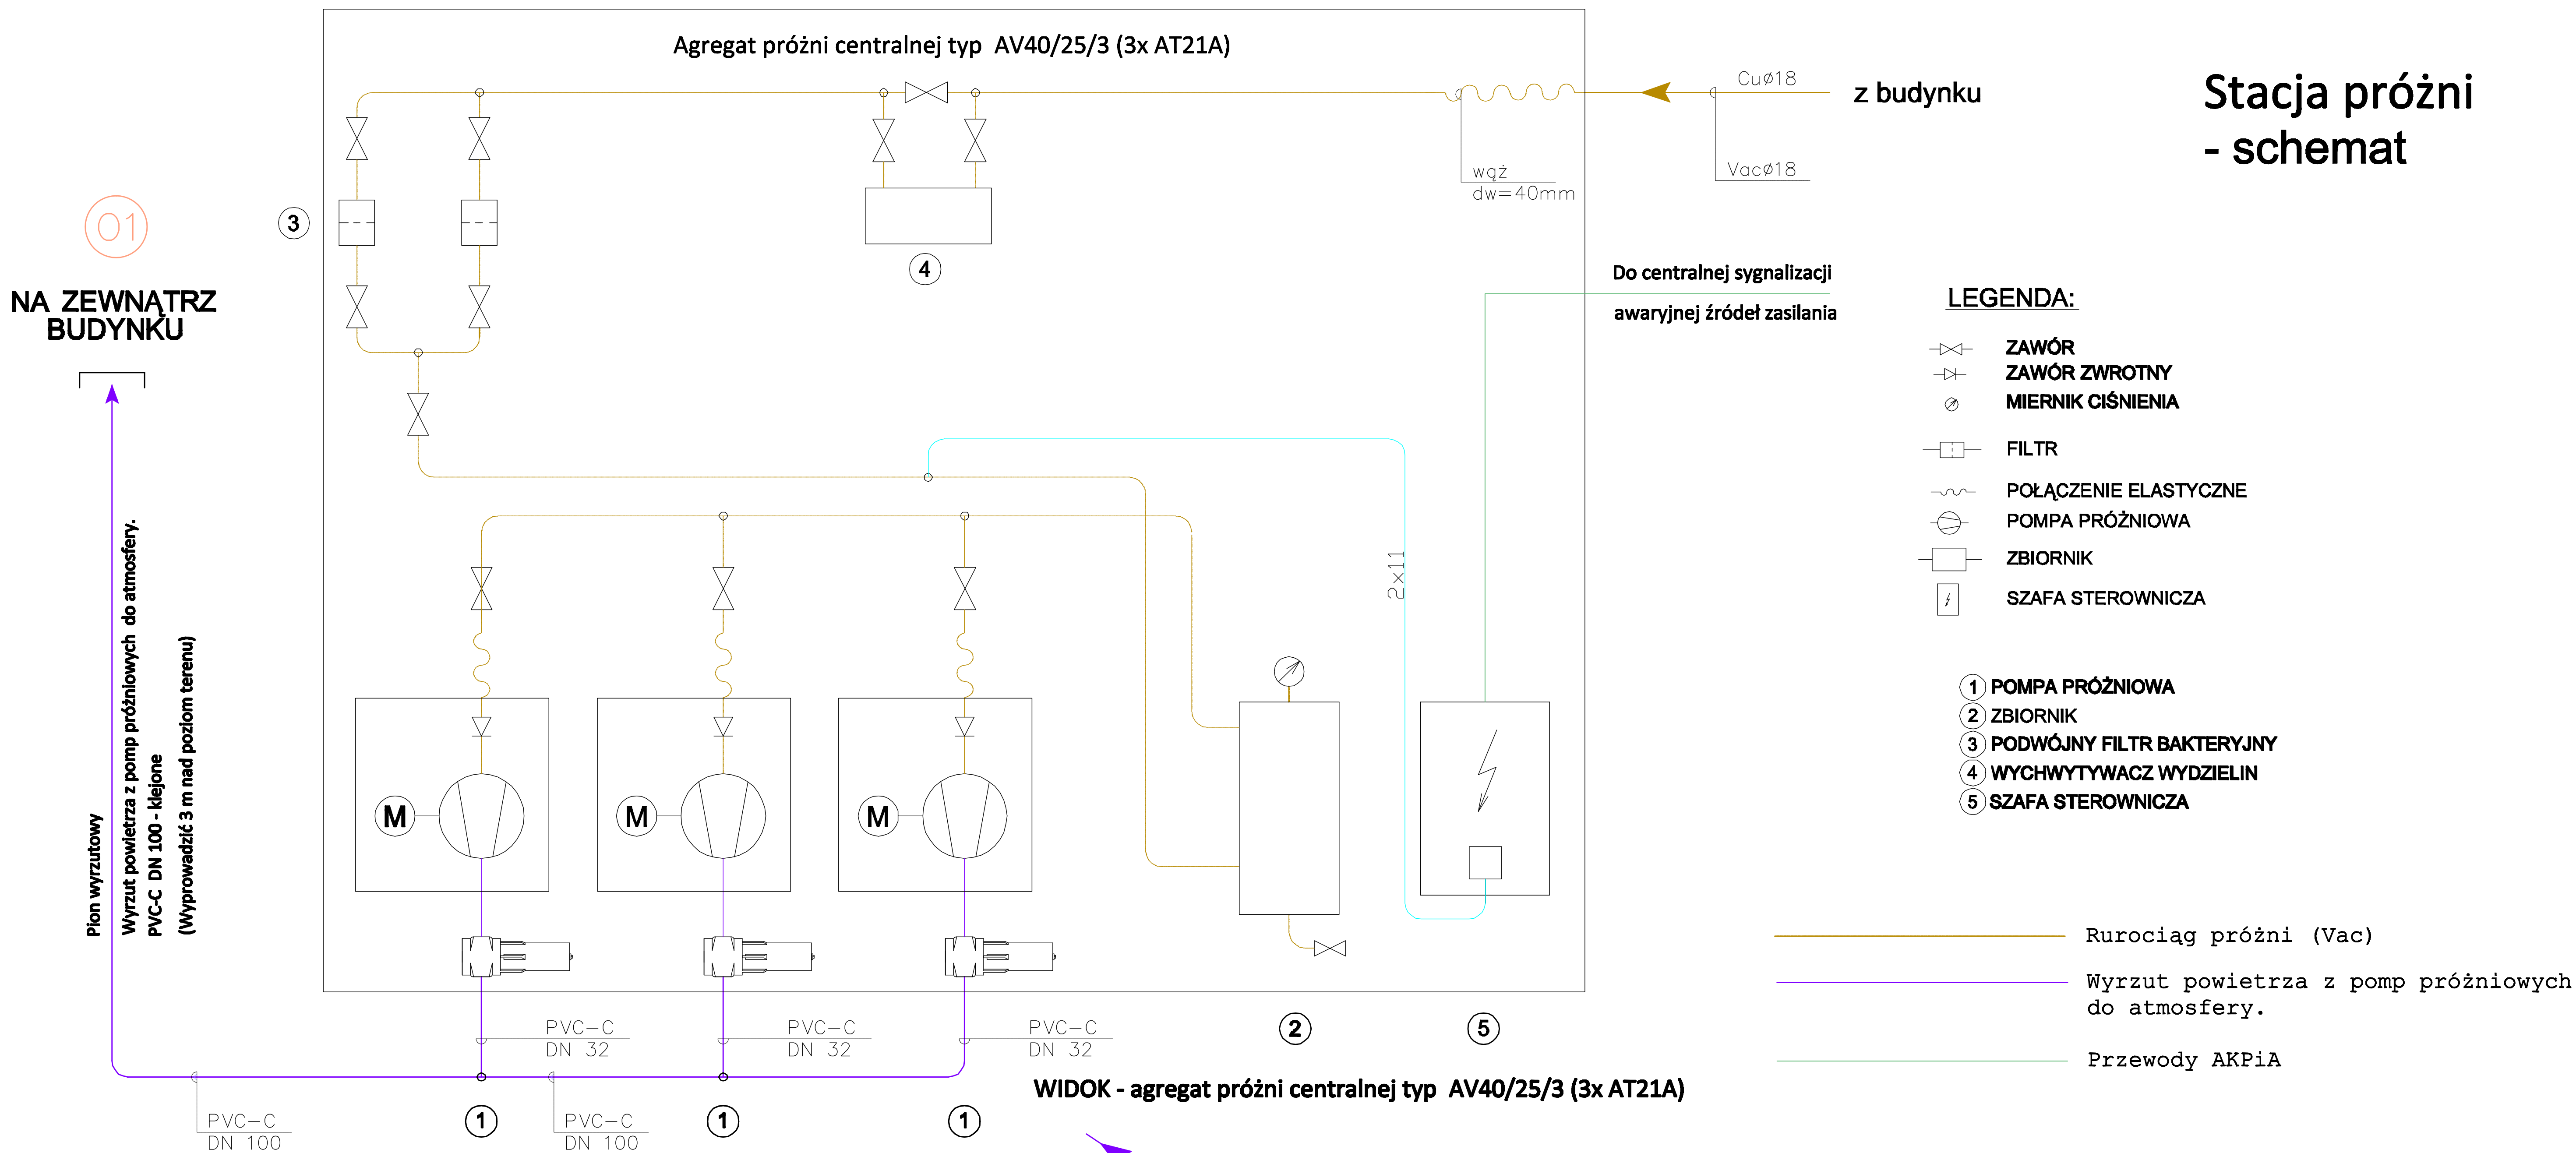 Agregat próżni centralnej typ AV40/25/3 (3x AT21A)
Stacja próżni
- schemat
Cuø18
z budynku
Vacø18
wąż
dw=40mm
3
4
O1
NA ZEWNĄTRZ
BUDYNKU
Do centralnej sygnalizacji
awaryjnej źródeł zasilania
LEGENDA:
ZAWÓR
ZAWÓR ZWROTNY
MIERNIK CIŚNIENIA
FILTR
POŁĄCZENIE ELASTYCZNE
POMPA PRÓŻNIOWA
ZBIORNIK
SZAFA STEROWNICZA
1 POMPA PRÓŻNIOWA
2 ZBIORNIK
3 PODWÓJNY FILTR BAKTERYJNY
4 WYCHWYTYWACZ WYDZIELIN
5 SZAFA STEROWNICZA
2x11
Pion wyrzutowy
Wyrzut powietrza z pomp próżniowych do atmosfery.
PVC-C DN 100 - klejone
(Wyprowadzić 3 m nad poziom terenu)
M
M
M
Rurociąg próżni (Vac)
Wyrzut powietrza z pomp próżniowych
do atmosfery.
Przewody AKPiA
PVC-C
DN 32
PVC-C
DN 32
PVC-C
DN 32
2
5
WIDOK - agregat próżni centralnej typ AV40/25/3 (3x AT21A)
PVC-C
DN 100
1
PVC-C
DN 100
1
1